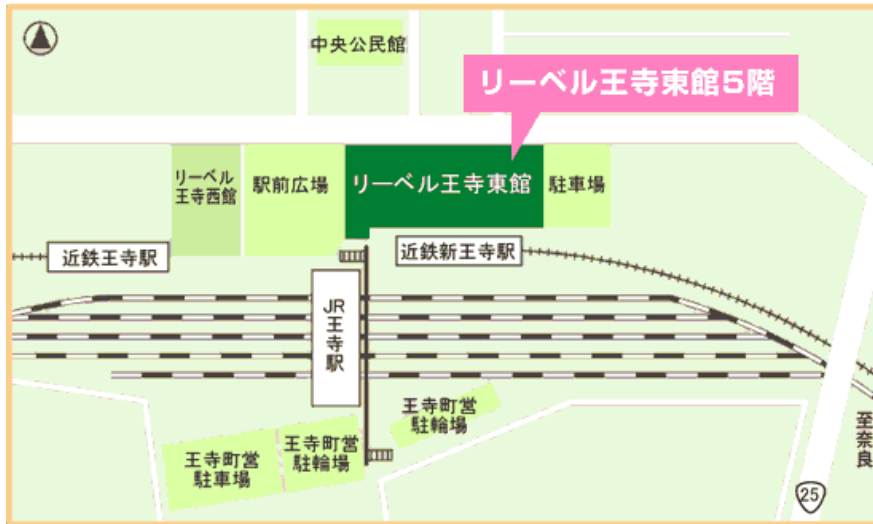 中央公民館
リーベル王寺東館5階
リーベル
王寺西館
駅前広場
リーベル王寺東館
駐車場
近鉄王寺駅
近鉄新王寺駅
JR王寺駅
王寺町営
駐輪場
王寺町営
駐輪場
王寺町営
駐車場
至奈良
25